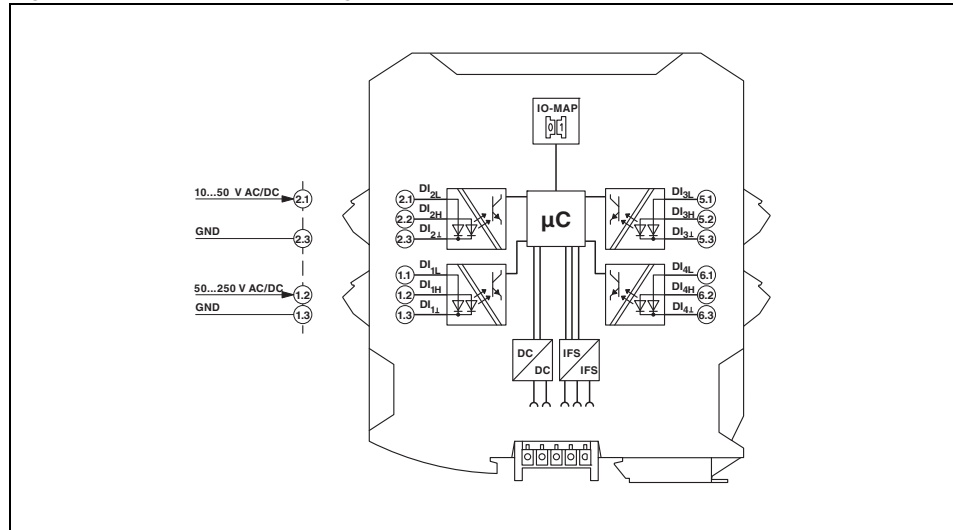 IO-MAP
0 1
10...50 V AC/DC
2.1
GND
2.3
50...250 V AC/DC
1.2
GND
1.3
2.1 DI2L
2.2 DI2H
2.3 DI2⊥
1.1 DI1L
1.2 DI1H
1.3 DI1⊥
µC
DI3L 5.1
DI3H 5.2
DI3⊥ 5.3
DI4L 6.1
DI4H 6.2
DI4⊥ 6.3
DC
DC
IFS
IFS